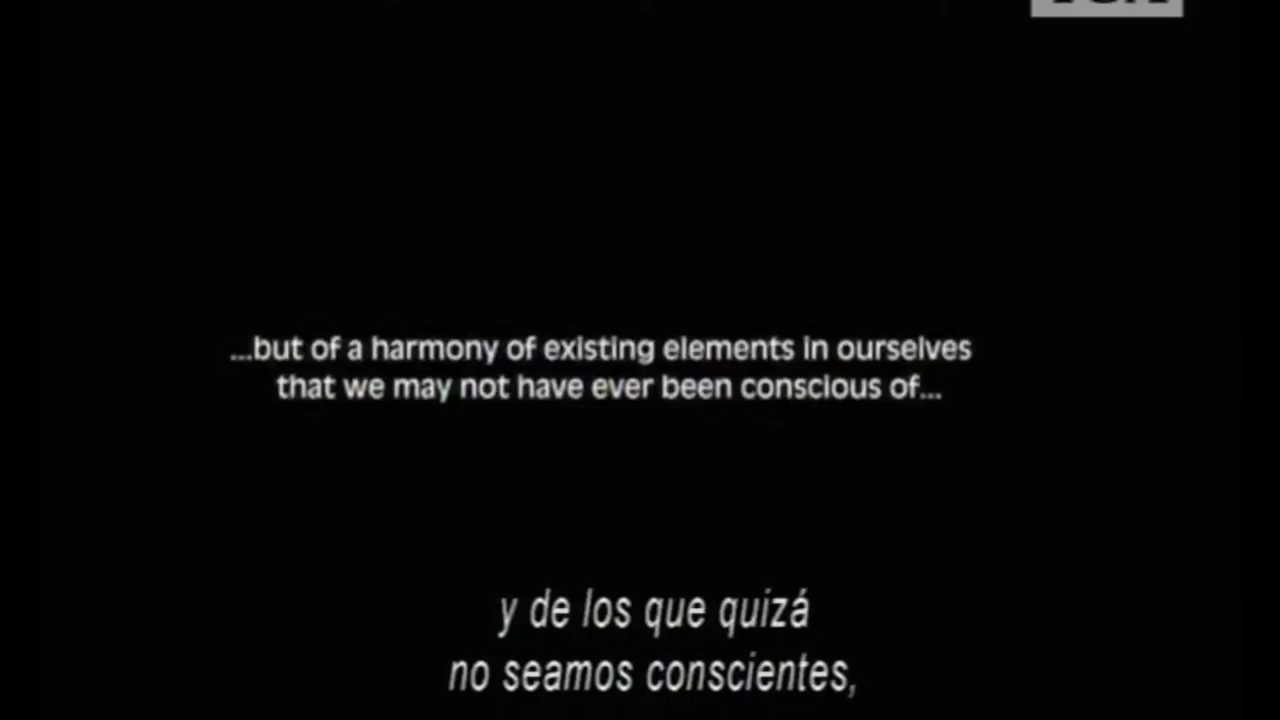 ...but of a harmony of existing elements in ourselves
that we may not have ever been conscious of...
y de los que quizá
no seamos conscientes,